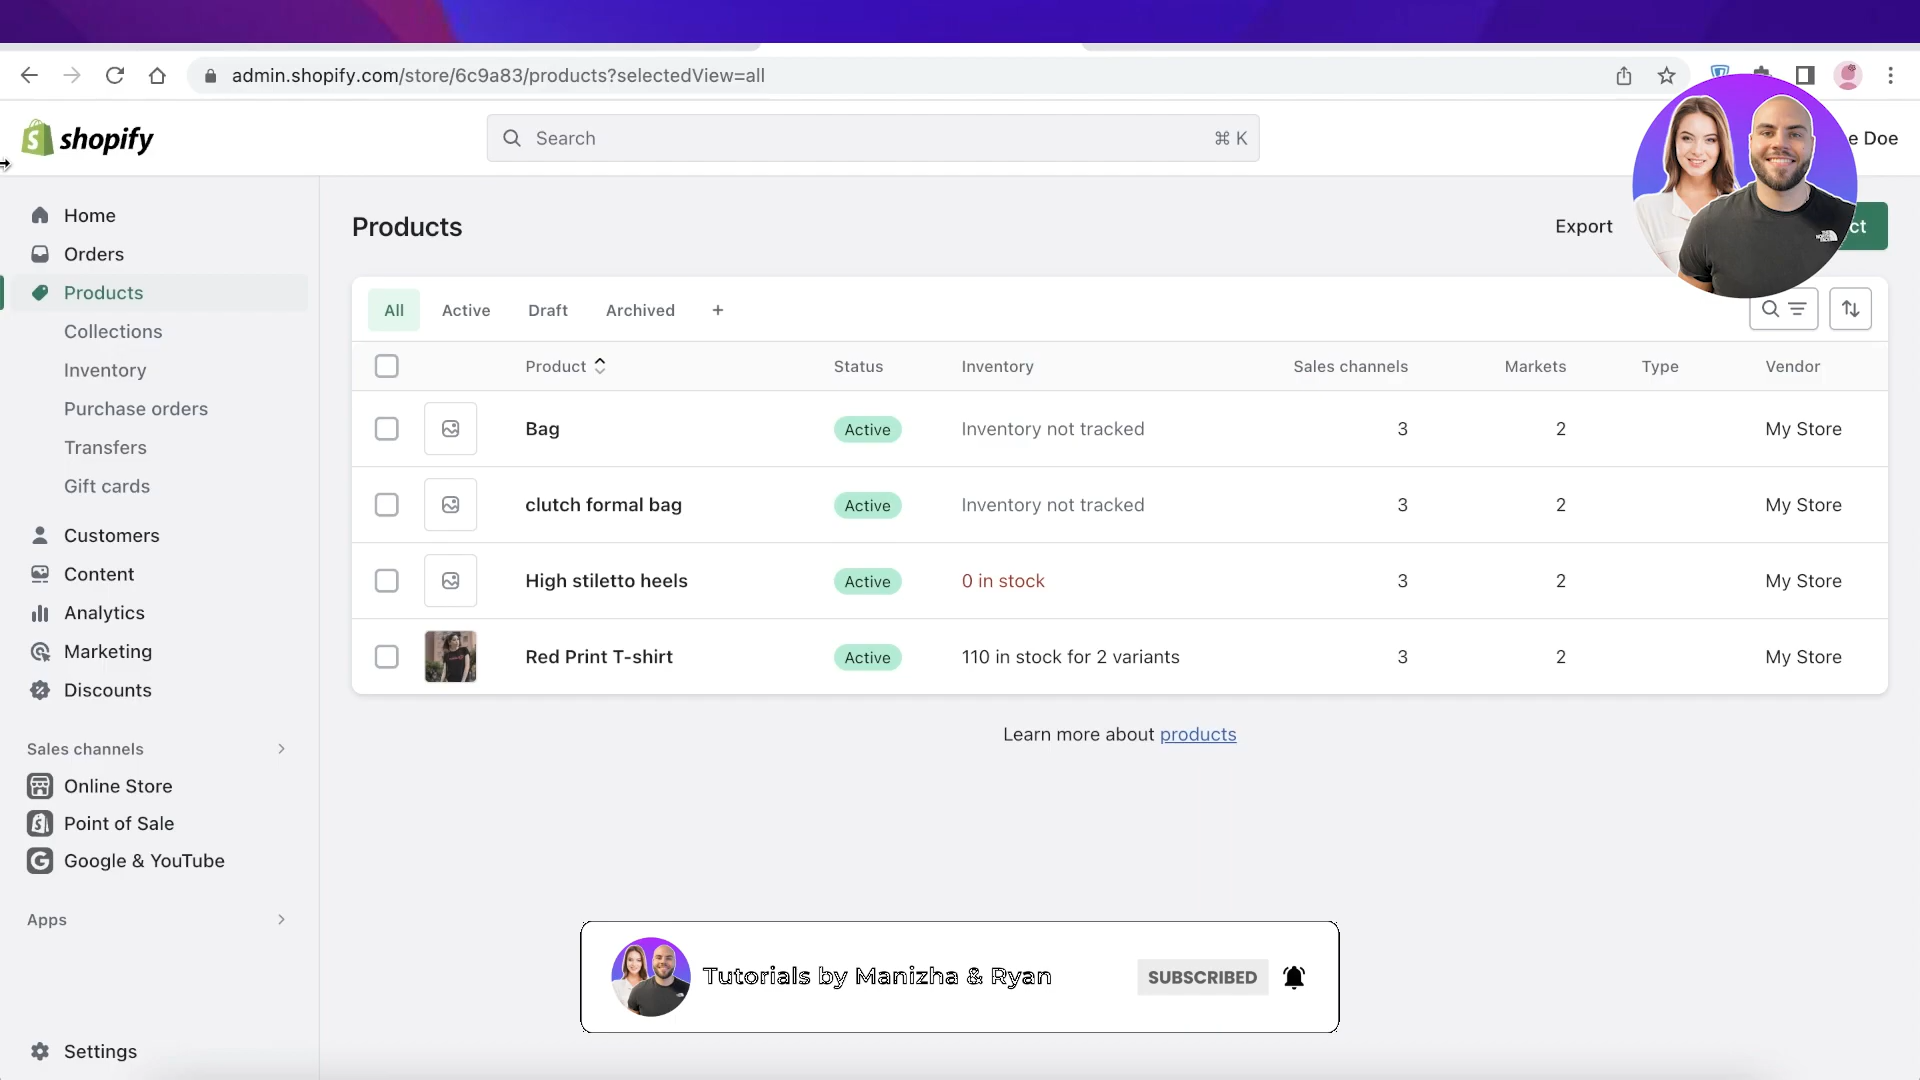 admin.shopify.com/store/6c9a83/products?selectedView=all
shopify
Search
⌘ K
e Doe
Home
Orders
Products
Collections
Inventory
Purchase orders
Transfers
Gift cards
Customers
Content
Analytics
Marketing
Discounts
Sales channels
Online Store
Point of Sale
Google & YouTube
Apps
Settings
Products
Export
ct
All Active Draft Archived +
Product Status Inventory Sales channels Markets Type Vendor
Bag Active Inventory not tracked 3 2 My Store
clutch formal bag Active Inventory not tracked 3 2 My Store
High stiletto heels Active 0 in stock 3 2 My Store
Red Print T-shirt Active 110 in stock for 2 variants 3 2 My Store
Learn more about products
Tutorials by Manizha & Ryan
SUBSCRIBED